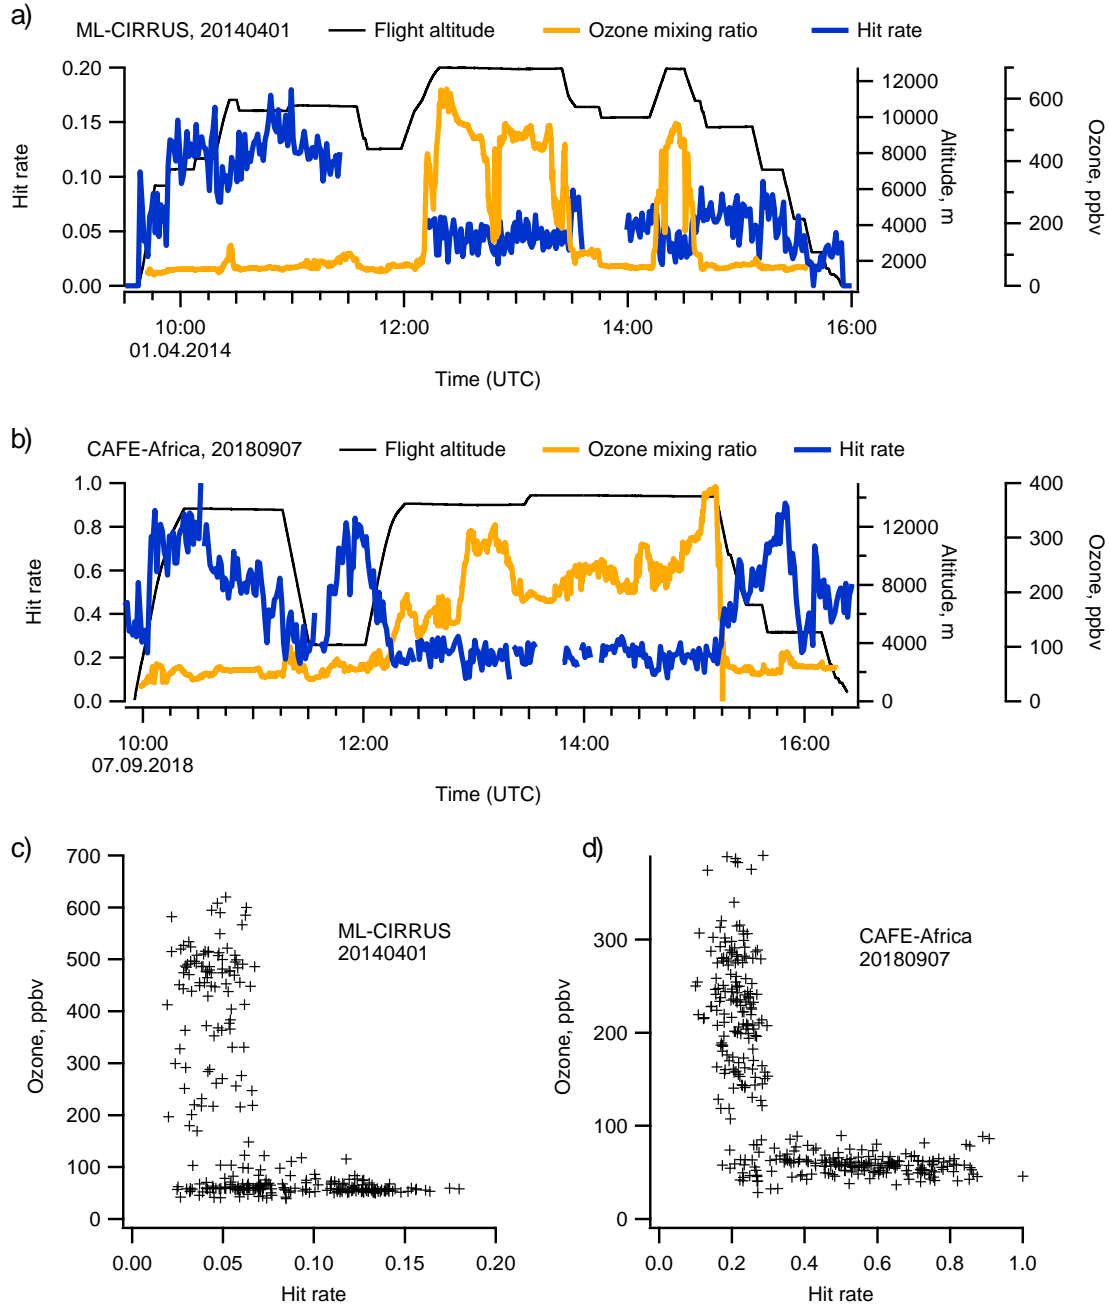 a)
ML-CIRRUS, 20140401 Flight altitude Ozone mixing ratio Hit rate
0.20
0.15
0.10
0.05
0.00
Hit rate
12000
10000
8000
6000
4000
2000
Altitude, m
600
400
200
0
Ozone, ppbv
10:00 12:00 14:00 16:00
01.04.2014
Time (UTC)
b)
CAFE-Africa, 20180907 Flight altitude Ozone mixing ratio Hit rate
1.0
0.8
0.6
0.4
0.2
0.0
Hit rate
12000
8000
4000
0
Altitude, m
400
300
200
100
0
Ozone, ppbv
10:00 12:00 14:00 16:00
07.09.2018
Time (UTC)
c)
700
600
500
400
300
200
100
0
Ozone, ppbv
ML-CIRRUS
20140401
0.00 0.05 0.10 0.15 0.20
Hit rate
d)
300
200
100
0
Ozone, ppbv
CAFE-Africa
20180907
0.0 0.2 0.4 0.6 0.8 1.0
Hit rate